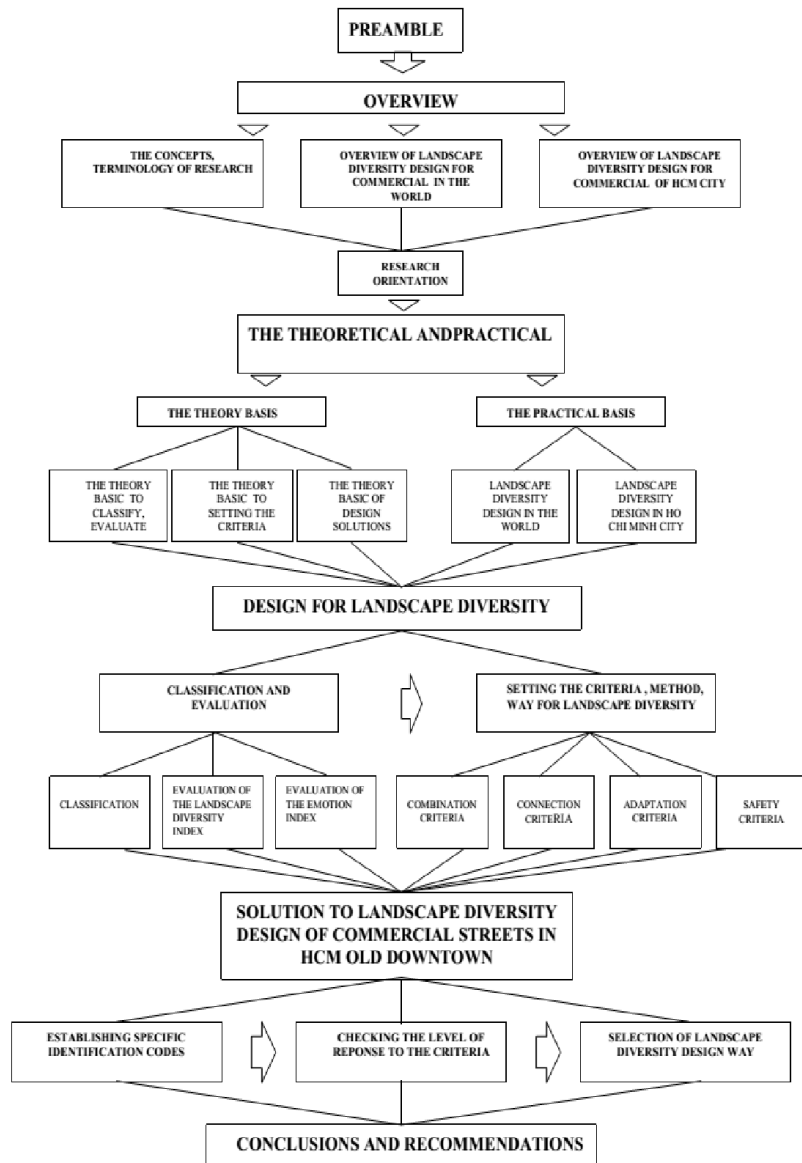 PREAMBLE
OVERVIEW
THE CONCEPTS,
TERMINOLOGY OF RESEARCH
OVERVIEW OF LANDSCAPE
DIVERSITY DESIGN FOR
COMMERCIAL IN THE
WORLD
OVERVIEW OF LANDSCAPE
DIVERSITY DESIGN FOR
COMMERCIAL OF HCM CITY
RESEARCH
ORIENTATION
THE THEORETICAL ANDPRACTICAL
THE THEORY BASIS
THE PRACTICAL BASIS
THE THEORY
BASIC TO
CLASSIFY,
EVALUATE
THE THEORY
BASIC TO
SETTING THE
CRITERIA
THE THEORY
BASIC OF
DESIGN
SOLUTIONS
LANDSCAPE
DIVERSITY
DESIGN IN THE
WORLD
LANDSCAPE
DIVERSITY
DESIGN IN HO
CHI MINH CITY
DESIGN FOR LANDSCAPE DIVERSITY
CLASSIFICATION AND
EVALUATION
SETTING THE CRITERIA , METHOD,
WAY FOR LANDSCAPE DIVERSITY
CLASSIFICATION
EVALUATION OF
THE LANDSCAPE
DIVERSITY
INDEX
EVALUATION OF
THE EMOTION
INDEX
COMBINATION
CRITERIA
CONNECTION
CRITERIA
ADAPTATION
CRITERIA
SAFETY
CRITERIA
SOLUTION TO LANDSCAPE DIVERSITY
DESIGN OF COMMERCIAL STREETS IN
HCM OLD DOWNTOWN
ESTABLISHING SPECIFIC
IDENTIFICATION CODES
CHECKING THE LEVEL OF
REPONSE TO THE CRITERIA
SELECTION OF LANDSCAPE
DIVERSITY DESIGN WAY
CONCLUSIONS AND RECOMMENDATIONS